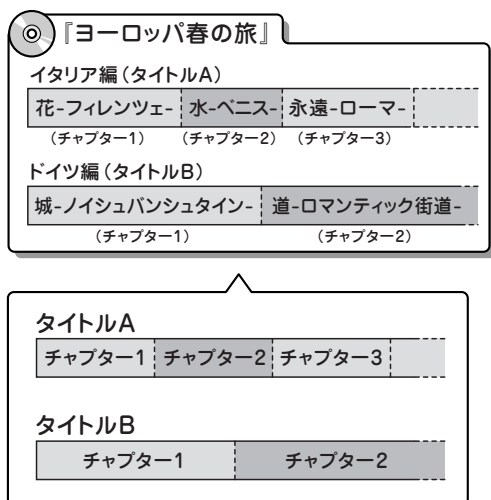 『ヨーロッパ春の旅』
イタリア編（タイトルA）
花-フィレンツェ- 水-ベニス- 永遠-ローマ-
（チャプター1） （チャプター2） （チャプター3）
ドイツ編（タイトルB）
城-ノイシュバンシュタイン- 道-ロマンティック街道-
（チャプター1） （チャプター2）
タイトルA
チャプター1 チャプター2 チャプター3
タイトルB
チャプター1 チャプター2